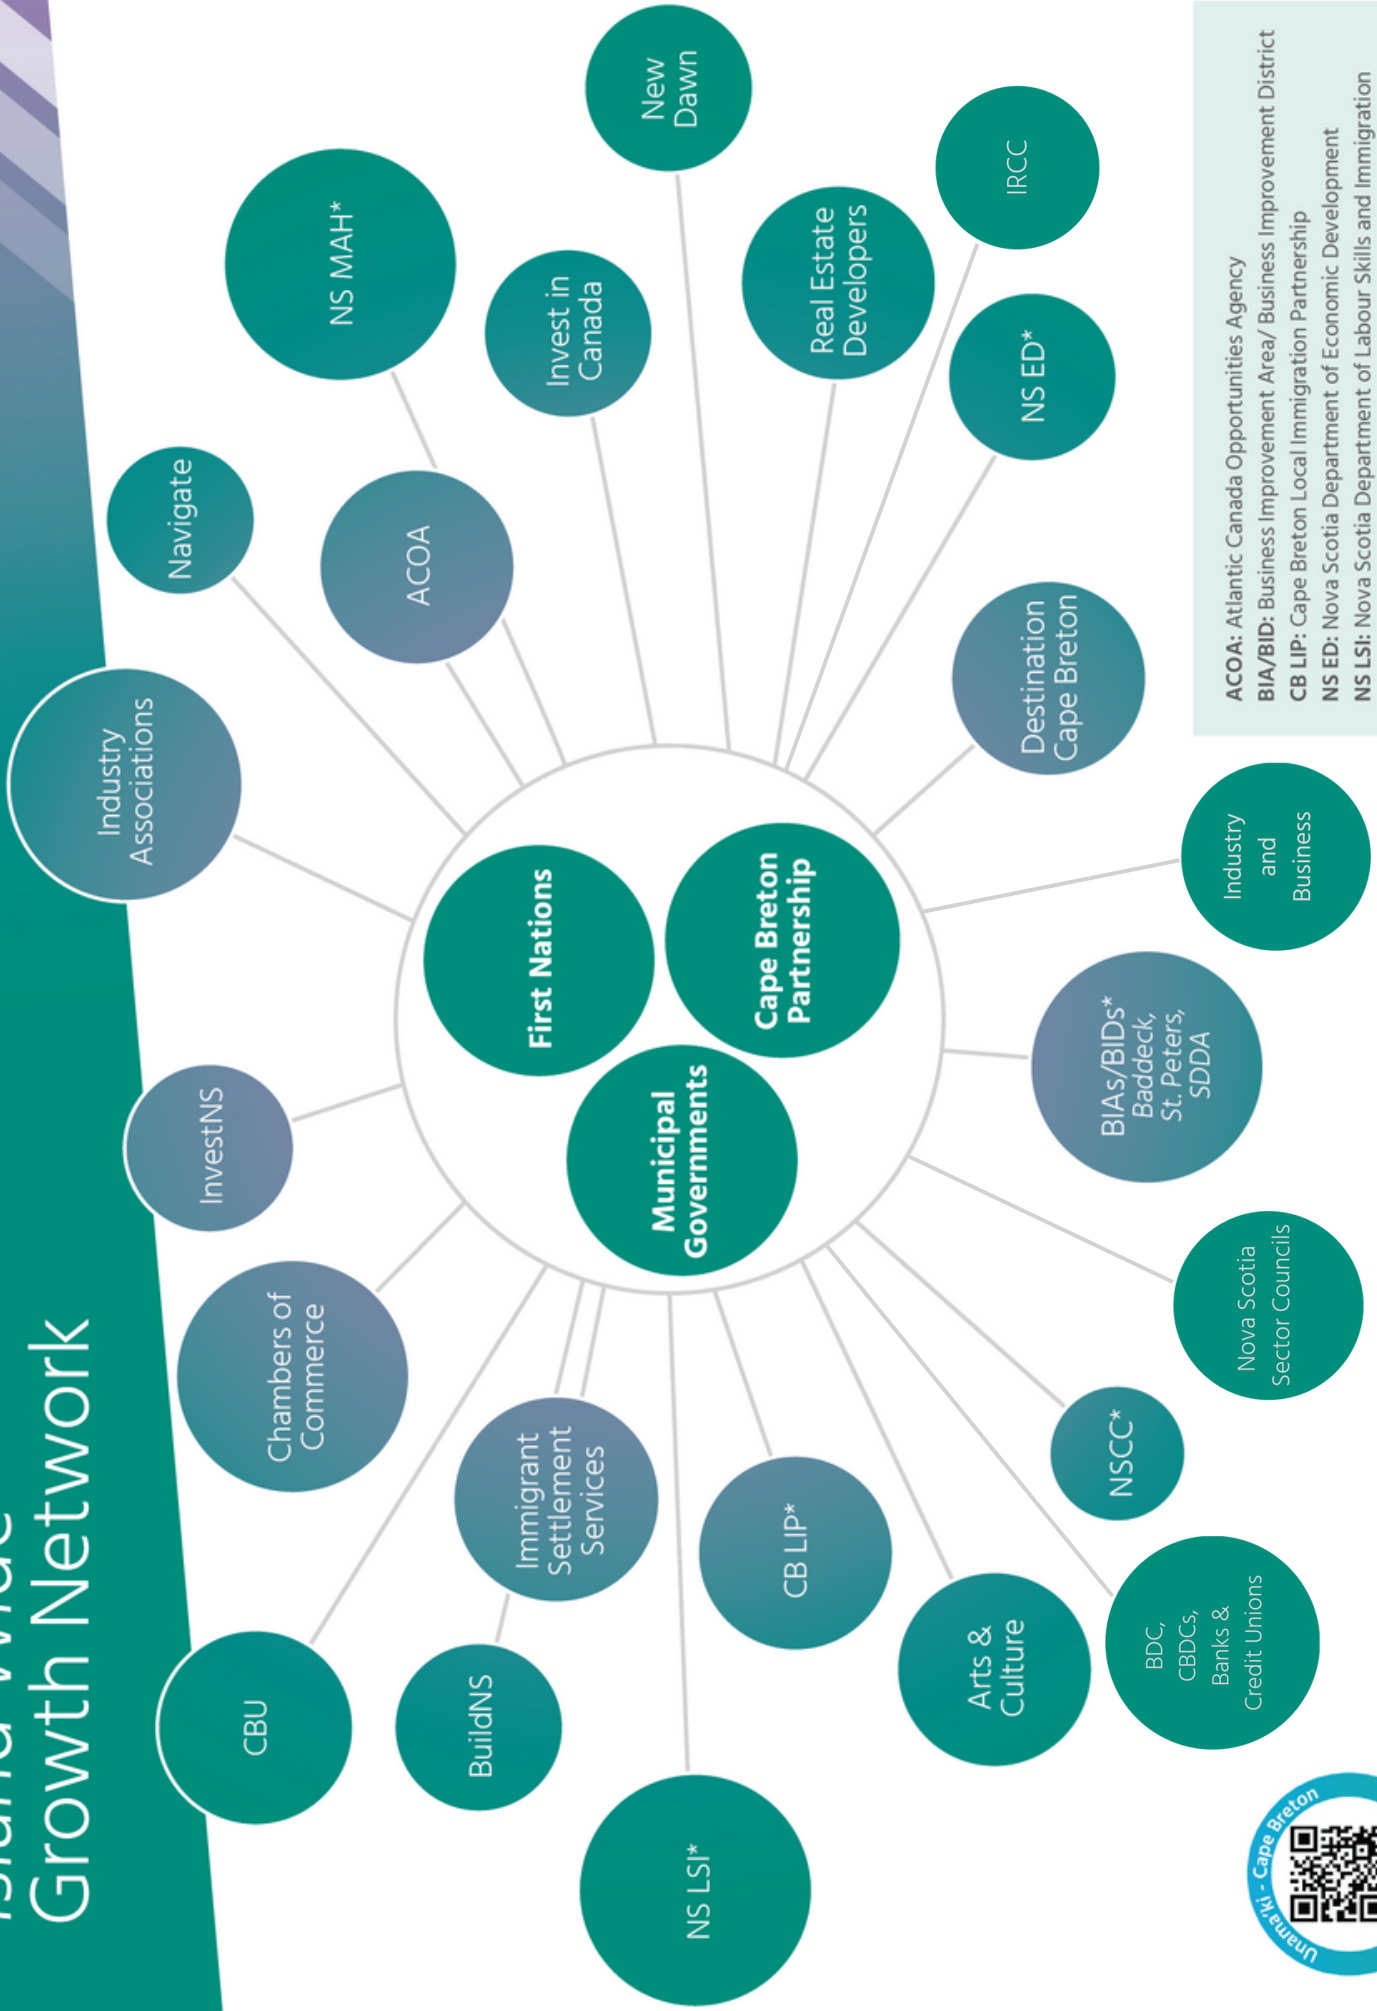 Island Wide
Growth Network
CBU
Chambers of
Commerce
InvestNS
Industry
Associations
Navigate
NS MAH*
ACOA
Invest in
Canada
New
Dawn
Real Estate
Developers
IRCC
NS ED*
Destination
Cape Breton
Industry
and
Business
BIAs/BIDs*
Baddeck,
St. Peters,
SDDA
Nova Scotia
Sector Councils
NSCC*
BDC,
CBDCs,
Banks &
Credit Unions
Arts &
Culture
CB LIP*
NS LSI*
BuildNS
Immigrant
Settlement
Services
First Nations
Municipal
Governments
Cape Breton
Partnership
Unama'ki - Cape Breton
ACOA: Atlantic Canada Opportunities Agency
BIA/BID: Business Improvement Area/ Business Improvement District
CB LIP: Cape Breton Local Immigration Partnership
NS ED: Nova Scotia Department of Economic Development
NS LSI: Nova Scotia Department of Labour Skills and Immigration